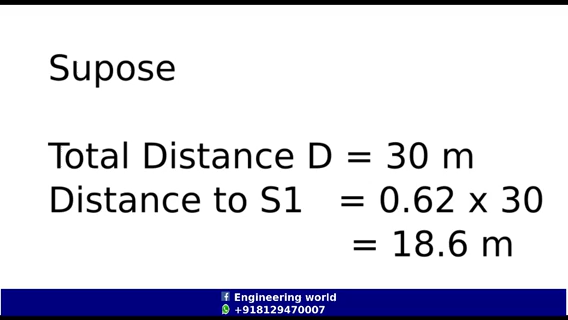 Supose
Total Distance D = 30 m
Distance to S1 = 0.62 x 30
= 18.6 m
Engineering world
+918129470007